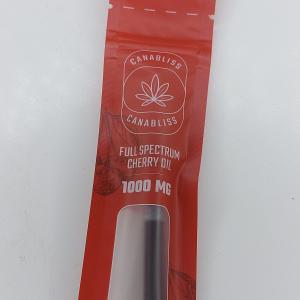 CANABLISS
CANABLISS
FULL SPECTRUM
CHERRY OIL
1000 MG